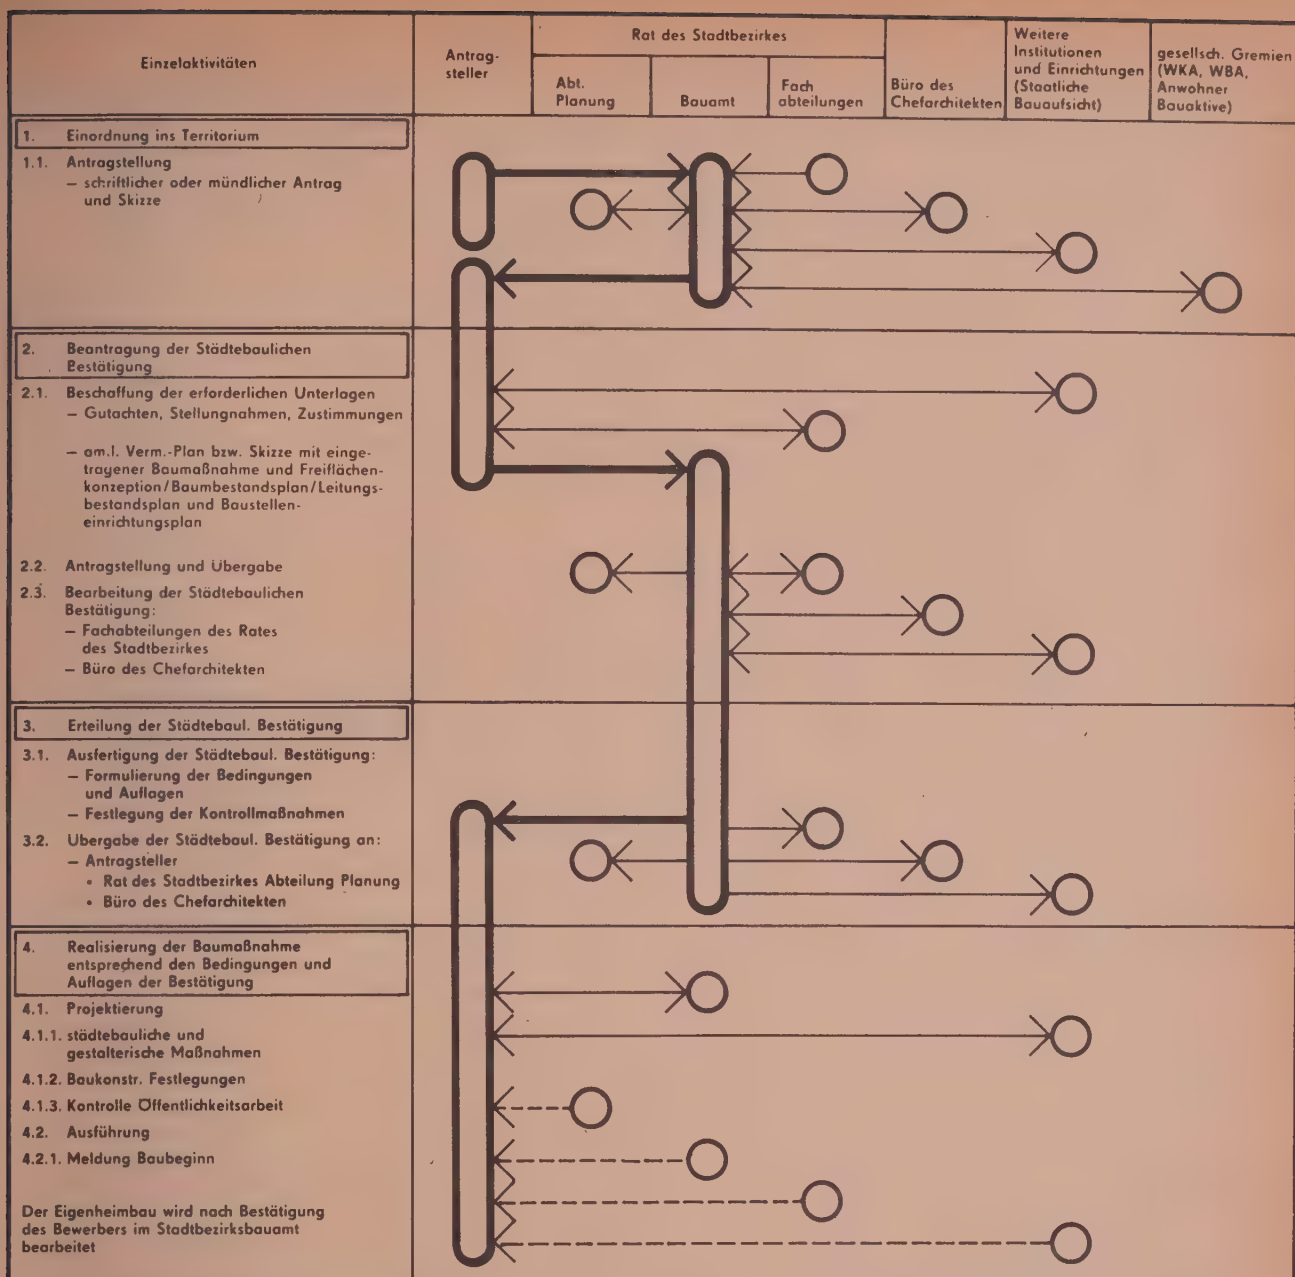 Einzelaktivitäten
Antrag-
steller
Rat des Stadtbezirkes
Abt.
Planung
Bauamt
Fach
abteilungen
Büro des
Chefarchitekten
Weitere
Institutionen
und Einrichtungen
(Staatliche
Bauaufsicht)
gesellsch. Gremien
(WKA, WBA,
Anwohner
Bauaktive)
1. Einordnung ins Territorium
1.1. Antragstellung
– schriftlicher oder mündlicher Antrag
und Skizze
2. Beantragung der Städtebaulichen
Bestätigung
2.1. Beschaffung der erforderlichen Unterlagen
– Gutachten, Stellungnahmen, Zustimmungen
– am.l. Verm.-Plan bzw. Skizze mit einge-
tragener Baumaßnahme und Freiflächen-
konzeption/Baumbestandsplan/Leitungs-
bestandsplan und Baustellen-
einrichtungsplan
2.2. Antragstellung und Übergabe
2.3. Bearbeitung der Städtebaulichen
Bestätigung:
– Fachabteilungen des Rates
des Stadtbezirkes
– Büro des Chefarchitekten
3. Erteilung der Städtebaul. Bestätigung
3.1. Ausfertigung der Städtebaul. Bestätigung:
– Formulierung der Bedingungen
und Auflagen
– Festlegung der Kontrollmaßnahmen
3.2. Übergabe der Städtebaul. Bestätigung an:
– Antragsteller
• Rat des Stadtbezirkes Abteilung Planung
• Büro des Chefarchitekten
4. Realisierung der Baumaßnahme
entsprechend den Bedingungen und
Auflagen der Bestätigung
4.1. Projektierung
4.1.1. städtebauliche und
gestalterische Maßnahmen
4.1.2. Baukonstr. Festlegungen
4.1.3. Kontrolle Öffentlichkeitsarbeit
4.2. Ausführung
4.2.1. Meldung Baubeginn
Der Eigenheimbau wird nach Bestätigung
des Bewerbers im Stadtbezirksbauamt
bearbeitet